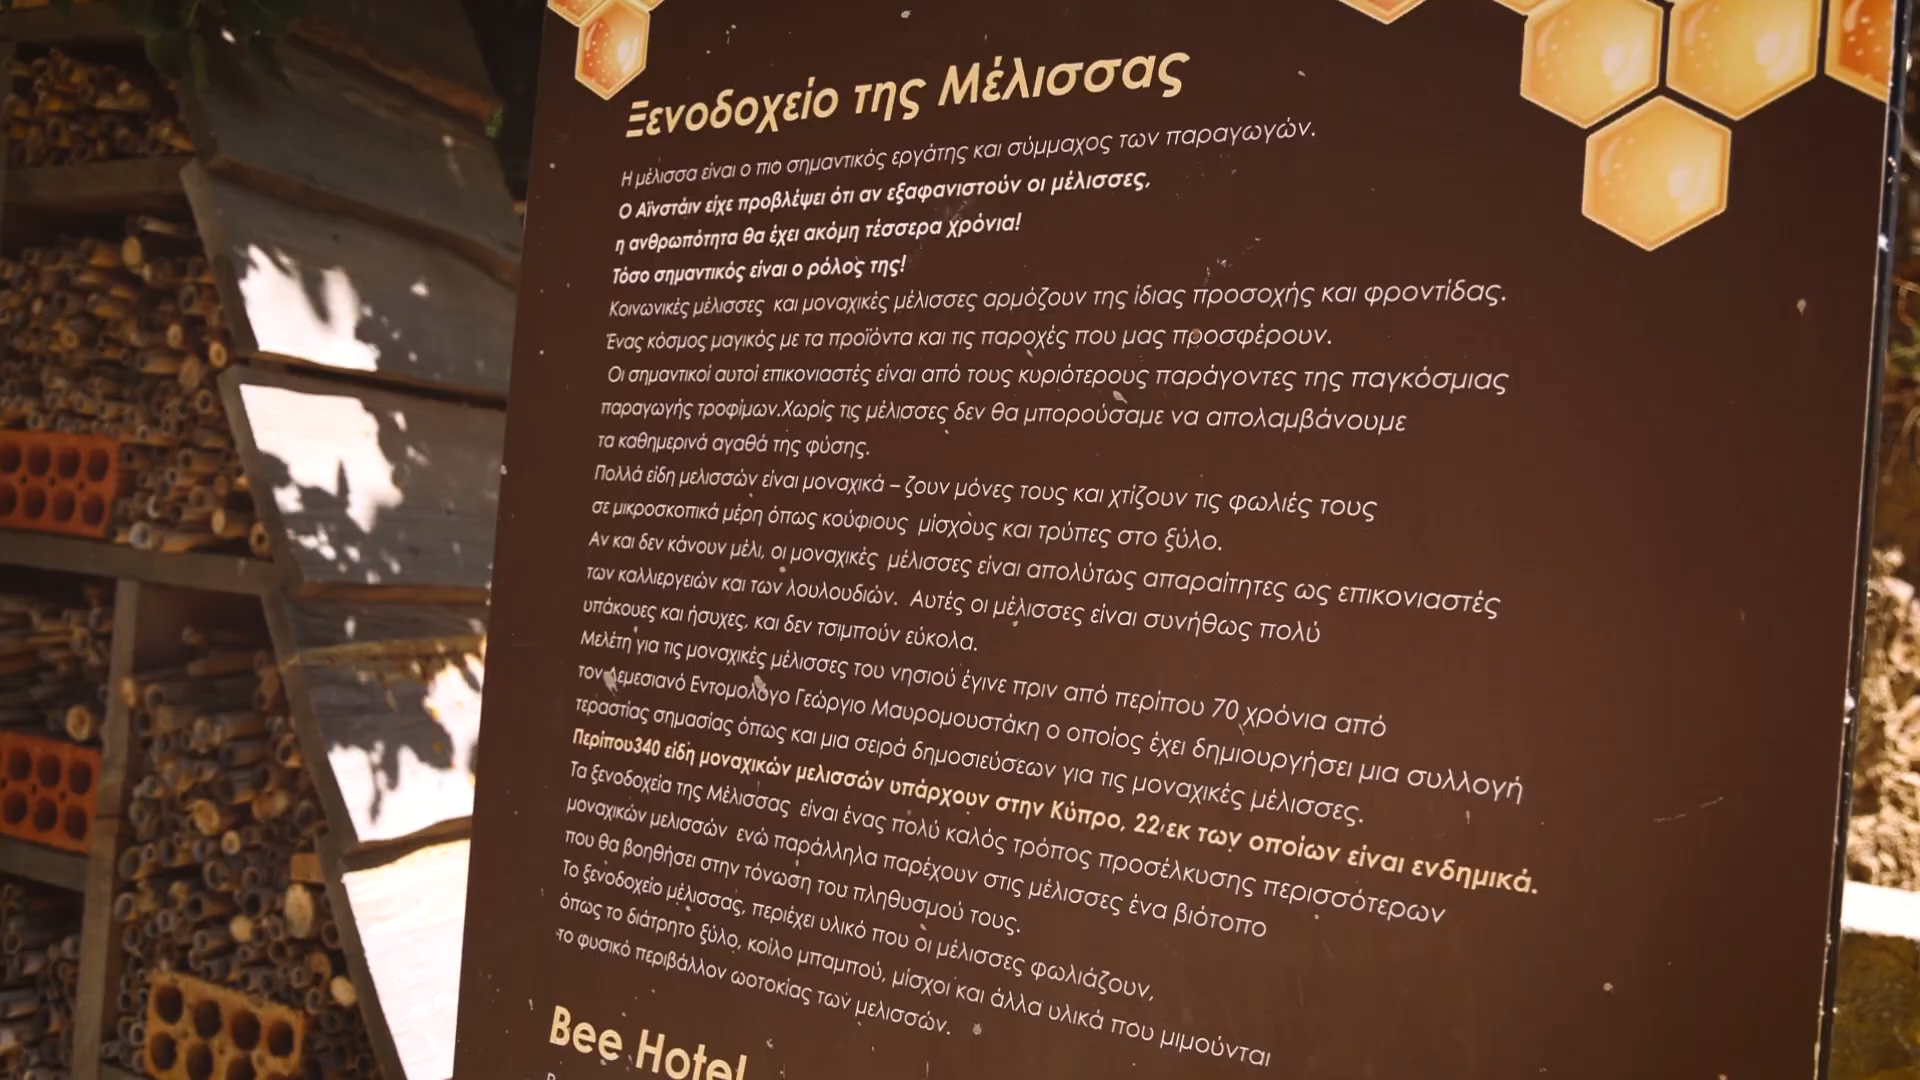 Ξενοδοχείο της Μέλισσας
Η μέλισσα είναι ο πιο σημαντικός εργάτης και σύμμαχος των παραγωγών.
Ο Αϊνστάιν είχε προβλέψει ότι αν εξαφανιστούν οι μέλισσες,
η ανθρωπότητα θα έχει ακόμη τέσσερα χρόνια!
Τόσο σημαντικός είναι ο ρόλος της!
Κοινωνικές μέλισσες και μοναχικές μέλισσες αρμόζουν της ίδιας προσοχής και φροντίδας.
Ένας κόσμος μαγικός με τα προϊόντα και τις παροχές που μας προσφέρουν.
Οι σημαντικοί αυτοί επικονιαστές είναι από τους κυριότερους παράγοντες της παγκόσμιας
παραγωγής τροφίμων.Χωρίς τις μέλισσες δεν θα μπορούσαμε να απολαμβάνουμε
τα καθημερινά αγαθά της φύσης.
Πολλά είδη μελισσών είναι μοναχικά – ζουν μόνες τους και χτίζουν τις φωλιές τους
σε μικροσκοπικά μέρη όπως κούφιους μίσχους και τρύπες στο ξύλο.
Αν και δεν κάνουν μέλι, οι μοναχικές μέλισσες είναι απολύτως απαραίτητες ως επικονιαστές
των καλλιεργειών και των λουλουδιών. Αυτές οι μέλισσες είναι συνήθως πολύ
υπάκουες και ήσυχες, και δεν τσιμπούν εύκολα.
Μελέτη για τις μοναχικές μέλισσες του νησιού έγινε πριν από περίπου 70 χρόνια από
τον Λεμεσιανό Εντομολόγο Γεώργιο Μαυρομουστάκη ο οποίος έχει δημιουργήσει μια συλλογή
τεραστίας σημασίας όπως και μια σειρά δημοσιεύσεων για τις μοναχικές μέλισσες.
Περίπου340 είδη μοναχικών μελισσών υπάρχουν στην Κύπρο, 22 εκ των οποίων είναι ενδημικά.
Τα ξενοδοχεία της Μέλισσας είναι ένας πολύ καλός τρόπος προσέλκυσης περισσότερων
μοναχικών μελισσών ενώ παράλληλα παρέχουν στις μέλισσες ένα βιότοπο
που θα βοηθήσει στην τόνωση του πληθυσμού τους.
Το ξενοδοχείο μέλισσας, περιέχει υλικό που οι μέλισσες φωλιάζουν,
όπως το διάτρητο ξύλο, κοίλο μπαμπού, μίσχοι και άλλα υλικά που μιμούνται
το φυσικό περιβάλλον ωοτοκίας των μελισσών.
Bee Hotel